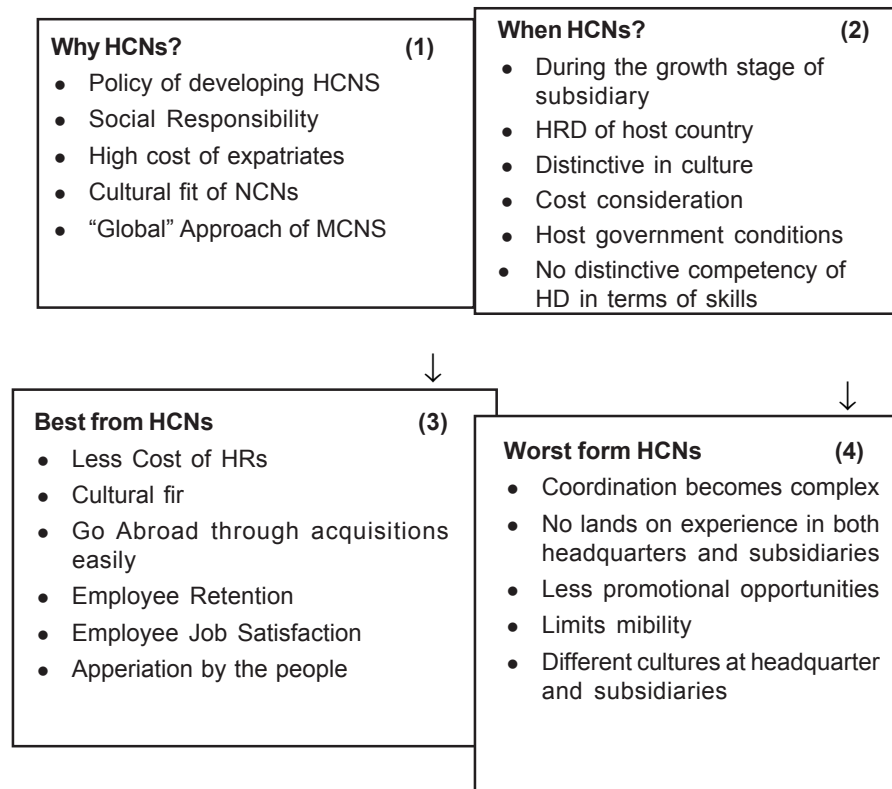 Why HCNs? (1)
● Policy of developing HCNS
● Social Responsibility
● High cost of expatriates
● Cultural fit of NCNs
● “Global” Approach of MCNS
When HCNs? (2)
● During the growth stage of
subsidiary
● HRD of host country
● Distinctive in culture
● Cost consideration
● Host government conditions
● No distinctive competency of
HD in terms of skills
↓
↓
Best from HCNs (3)
● Less Cost of HRs
● Cultural fir
● Go Abroad through acquisitions
easily
● Employee Retention
● Employee Job Satisfaction
● Apperiation by the people
Worst form HCNs (4)
● Coordination becomes complex
● No lands on experience in both
headquarters and subsidiaries
● Less promotional opportunities
● Limits mibility
● Different cultures at headquarter
and subsidiaries